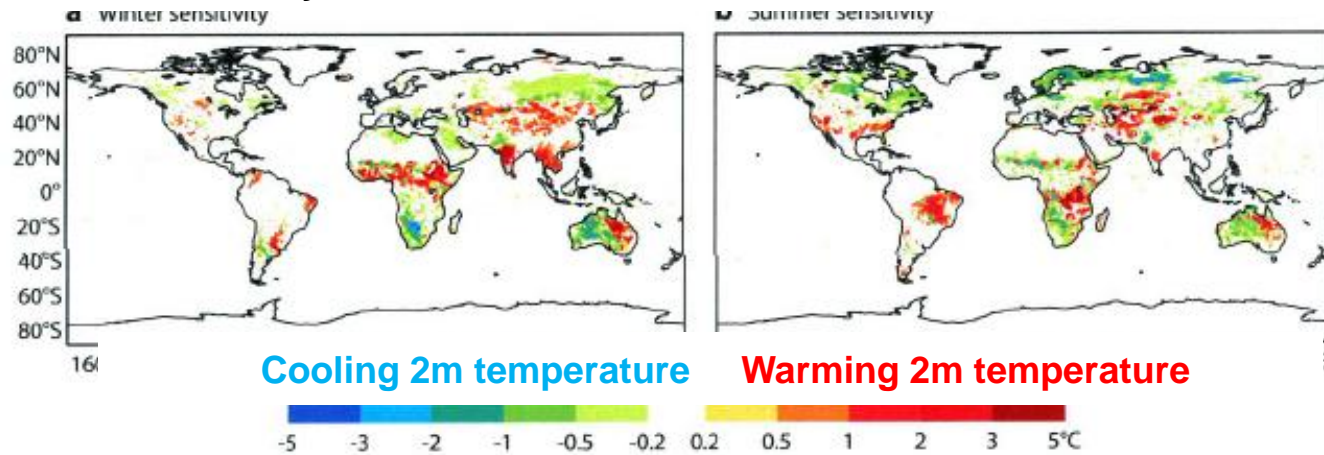 a Winter sensitivity
b Summer sensitivity
80°N
60°N
40°N
20°N
0°
20°S
40°S
60°S
80°S
Cooling 2m temperature Warming 2m temperature
-5 -3 -2 -1 -0.5 -0.2 0.2 0.5 1 2 3 5°C